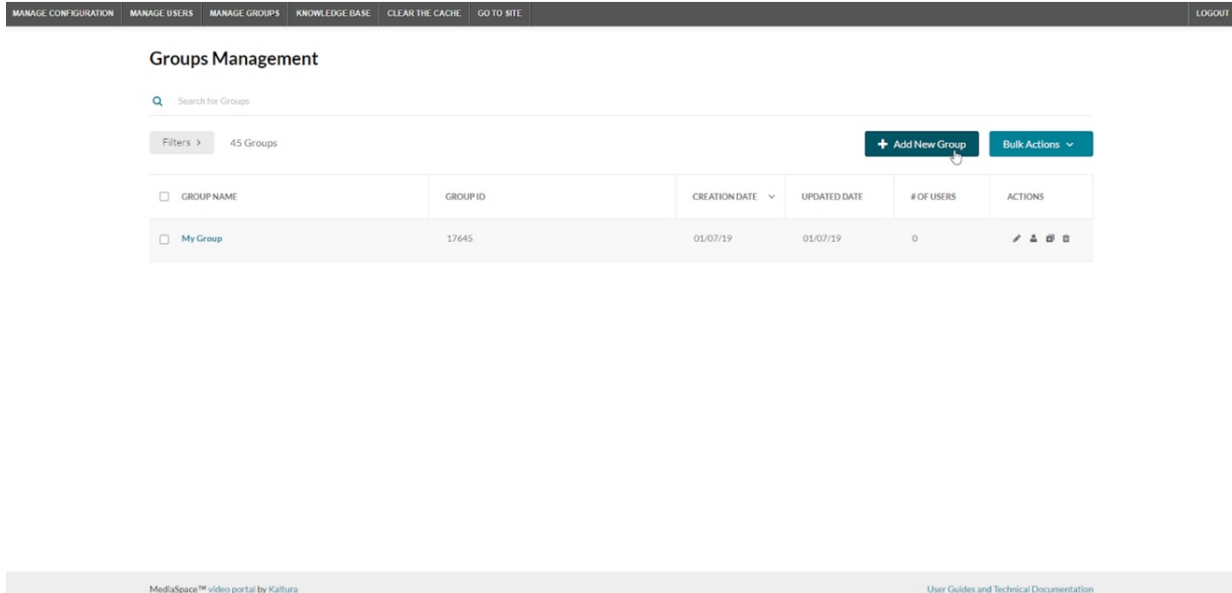 MANAGE CONFIGURATION MANAGE USERS MANAGE GROUPS KNOWLEDGE BASE CLEAR THE CACHE GO TO SITE LOGOUT
Groups Management
Search for Groups
Filters > 45 Groups + Add New Group Bulk Actions
GROUP NAME GROUP ID CREATION DATE UPDATED DATE # OF USERS ACTIONS
My Group 17645 01/07/19 01/07/19 0
MediaSpace™ video portal by Kaltura User Guides and Technical Documentation